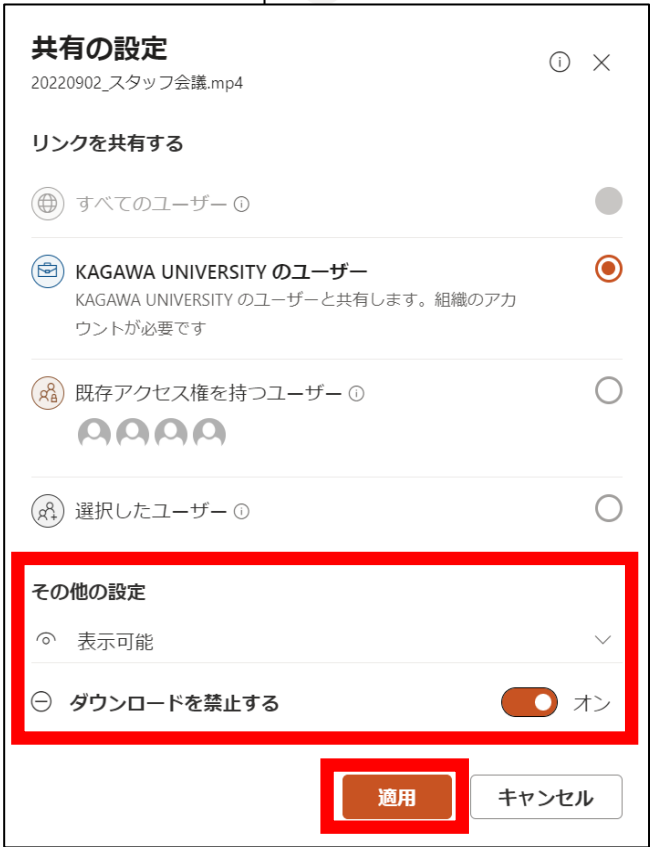 共有の設定
20220902_スタッフ会議.mp4
リンクを共有する
すべてのユーザー
KAGAWA UNIVERSITY のユーザー
KAGAWA UNIVERSITY のユーザーと共有します。組織のアカ
ウントが必要です
既存アクセス権を持つユーザー
選択したユーザー
その他の設定
表示可能
ダウンロードを禁止する オン
適用 キャンセル